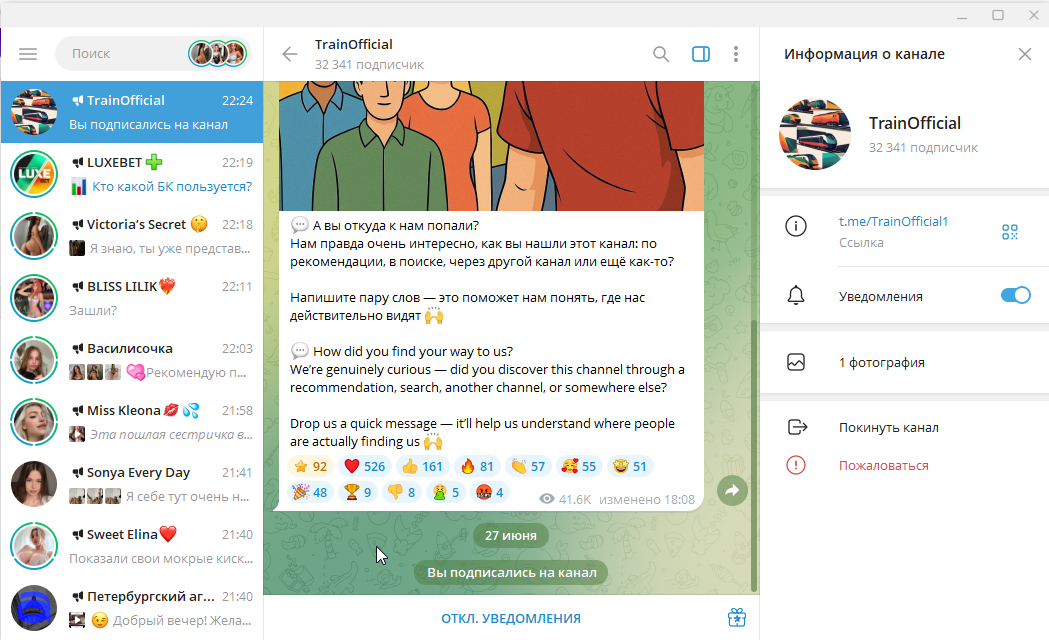 Поиск
TrainOfficial 22:24
Вы подписались на канал
LUXE
BET
LUXEBET 22:19
Кто какой БК пользуется?
Victoria's Secret 22:18
Я знаю, ты уже представ...
BLISS LILIK 22:11
Зашли?
Василисочка 22:03
Рекомендую п...
Miss Kleona 21:58
Эта пошлая сестричка в...
Sonya Every Day 21:41
Я себе тут очень н...
Sweet Elina 21:40
Показали свои мокрые киск...
Петербургский аг... 21:40
😉 Добрый вечер! Жела...
TrainOfficial
32 341 подписчик
💬 А вы откуда к нам попали?
Нам правда очень интересно, как вы нашли этот канал: по
рекомендации, в поиске, через другой канал или ещё как-то?
Напишите пару слов — это поможет нам понять, где нас
действительно видят 🙌
💬 How did you find your way to us?
We're genuinely curious — did you discover this channel through a
recommendation, search, another channel, or somewhere else?
Drop us a quick message — it'll help us understand where people
are actually finding us 🙌
⭐ 92 ❤️ 526 👍 161 🔥 81 👏 57 🥰 55 🤩 51
🎉 48 🏆 9 👎 8 🤮 5 🤬 4
41.6K изменено 18:08
27 июня
Вы подписались на канал
ОТКЛ. УВЕДОМЛЕНИЯ
Информация о канале
TrainOfficial
32 341 подписчик
t.me/TrainOfficial1
Ссылка
Уведомления
1 фотография
Покинуть канал
Пожаловаться